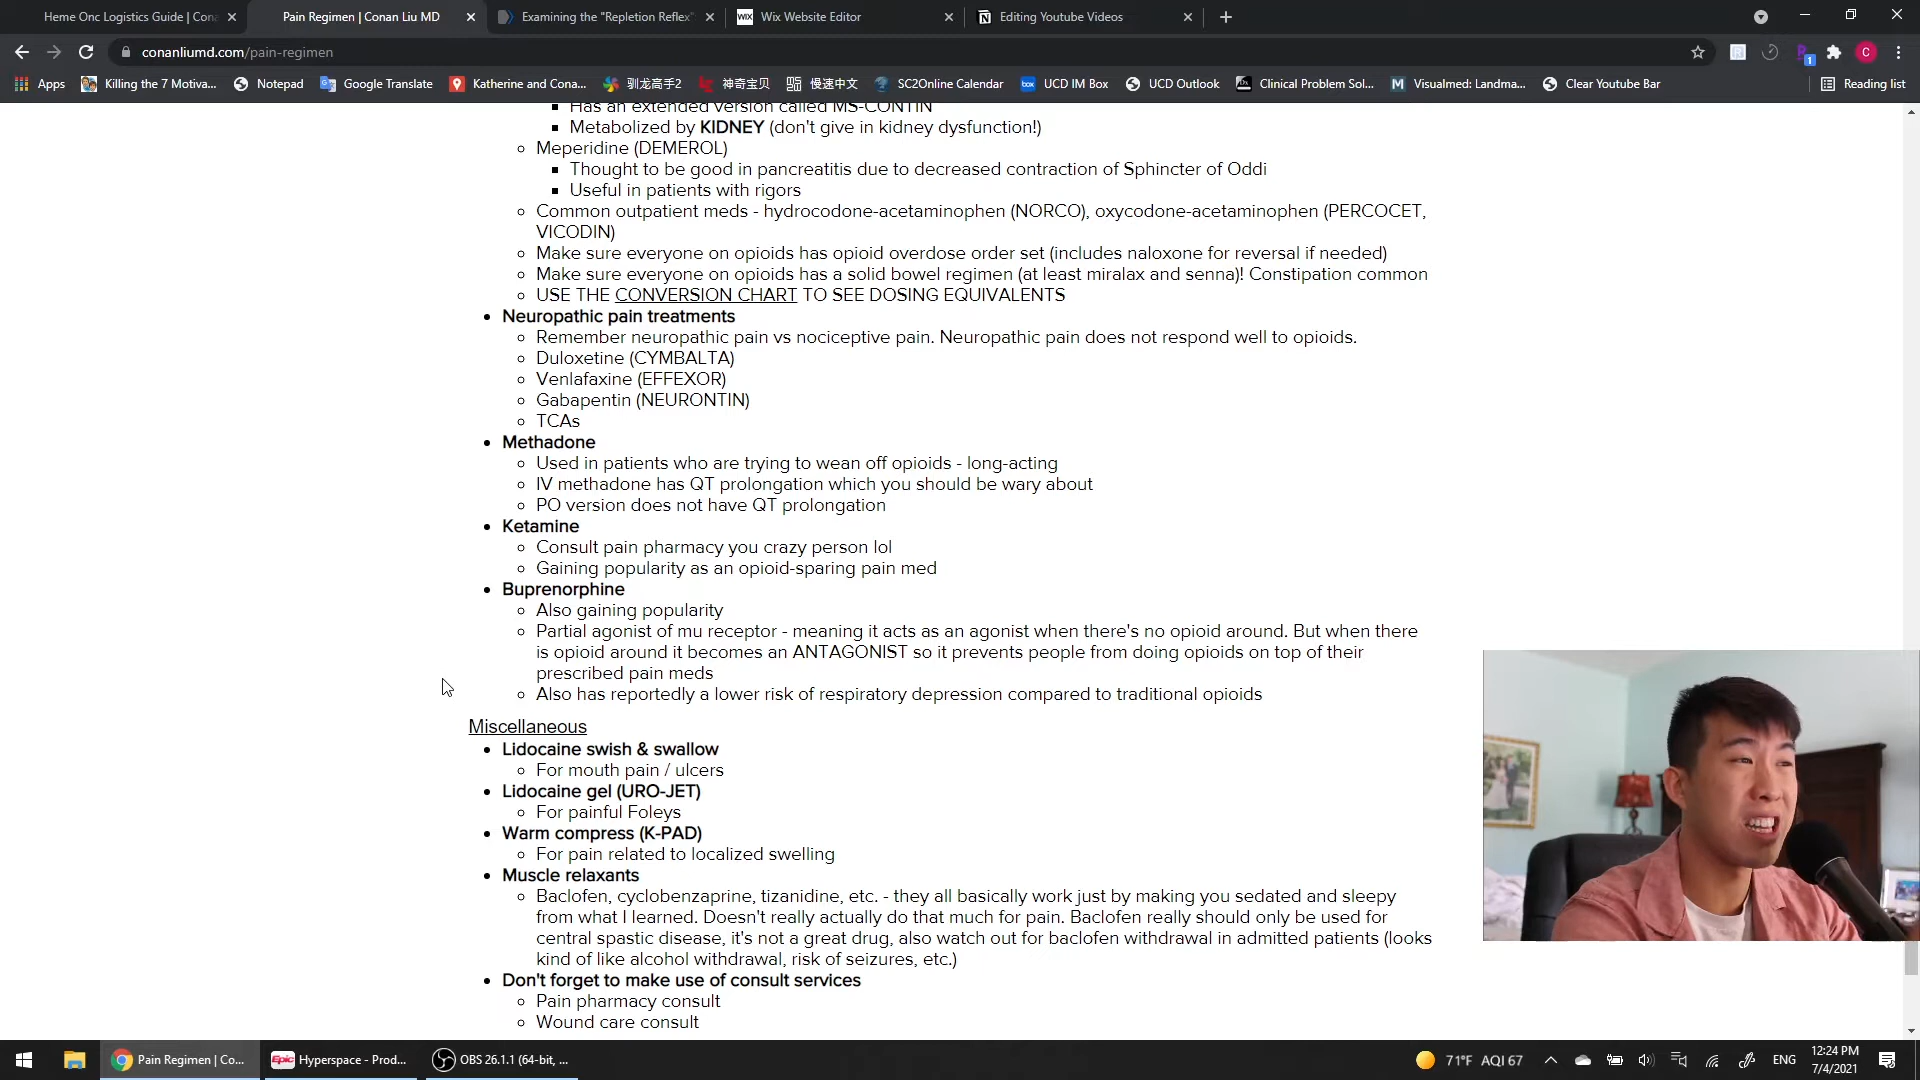 Heme Onc Logistics Guide | Cona
Pain Regimen | Conan Liu MD
Examining the "Repletion Reflex"
Wix Website Editor
Editing Youtube Videos
conanliumd.com/pain-regimen
Apps
Killing the 7 Motiva...
Notepad
Google Translate
Katherine and Cona...
驯龙高手2
神奇宝贝
慢速中文
SC2Online Calendar
UCD IM Box
UCD Outlook
Clinical Problem Sol...
Visualmed: Landma...
Clear Youtube Bar
Reading list
Has an extended version called MS-CONTIN
Metabolized by KIDNEY (don't give in kidney dysfunction!)
Meperidine (DEMEROL)
Thought to be good in pancreatitis due to decreased contraction of Sphincter of Oddi
Useful in patients with rigors
Common outpatient meds - hydrocodone-acetaminophen (NORCO), oxycodone-acetaminophen (PERCOCET,
VICODIN)
Make sure everyone on opioids has opioid overdose order set (includes naloxone for reversal if needed)
Make sure everyone on opioids has a solid bowel regimen (at least miralax and senna)! Constipation common
USE THE CONVERSION CHART TO SEE DOSING EQUIVALENTS
Neuropathic pain treatments
Remember neuropathic pain vs nociceptive pain. Neuropathic pain does not respond well to opioids.
Duloxetine (CYMBALTA)
Venlafaxine (EFFEXOR)
Gabapentin (NEURONTIN)
TCAs
Methadone
Used in patients who are trying to wean off opioids - long-acting
IV methadone has QT prolongation which you should be wary about
PO version does not have QT prolongation
Ketamine
Consult pain pharmacy you crazy person lol
Gaining popularity as an opioid-sparing pain med
Buprenorphine
Also gaining popularity
Partial agonist of mu receptor - meaning it acts as an agonist when there's no opioid around. But when there
is opioid around it becomes an ANTAGONIST so it prevents people from doing opioids on top of their
prescribed pain meds
Also has reportedly a lower risk of respiratory depression compared to traditional opioids
Miscellaneous
Lidocaine swish & swallow
For mouth pain / ulcers
Lidocaine gel (URO-JET)
For painful Foleys
Warm compress (K-PAD)
For pain related to localized swelling
Muscle relaxants
Baclofen, cyclobenzaprine, tizanidine, etc. - they all basically work just by making you sedated and sleepy
from what I learned. Doesn't really actually do that much for pain. Baclofen really should only be used for
central spastic disease, it's not a great drug, also watch out for baclofen withdrawal in admitted patients (looks
kind of like alcohol withdrawal, risk of seizures, etc.)
Don't forget to make use of consult services
Pain pharmacy consult
Wound care consult
Pain Regimen | Co...
Epic
Hyperspace - Prod...
OBS 26.1.1 (64-bit, ...
71°F AQI 67
ENG
12:24 PM
7/4/2021